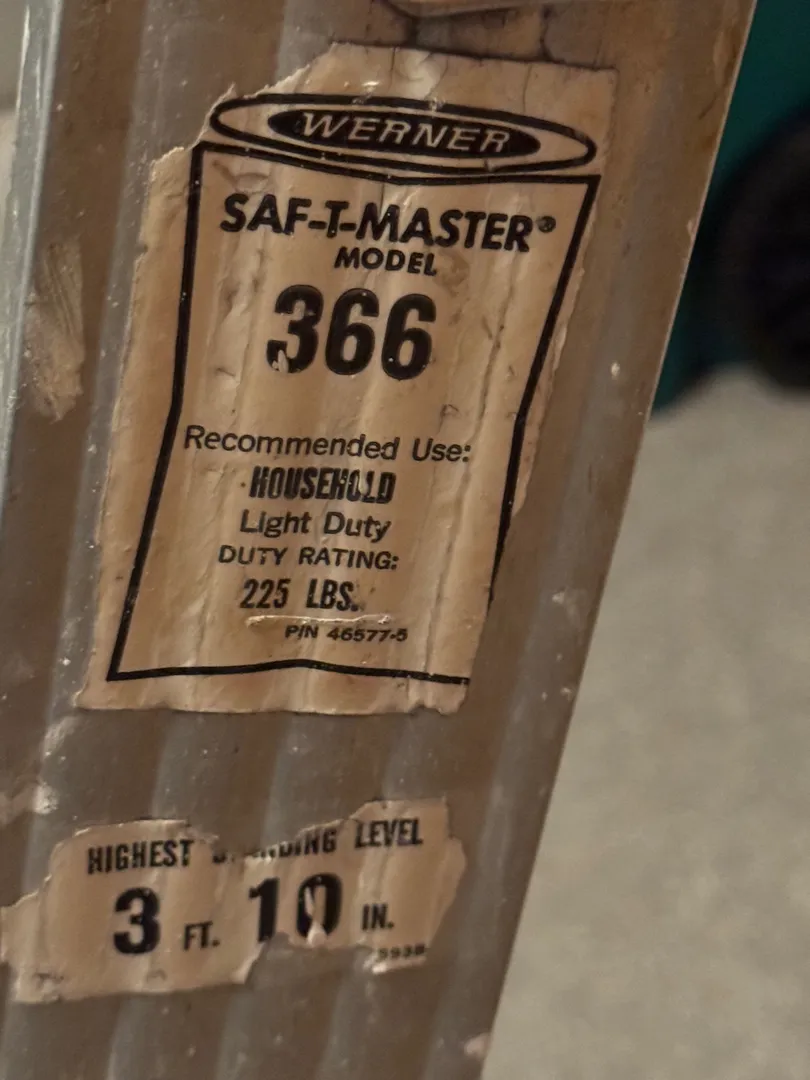 WERNER
SAF-T-MASTER®
MODEL
366
Recommended Use:
HOUSEHOLD
Light Duty
DUTY RATING:
225 LBS.
P/N 46577-5
HIGHEST LEVEL
3 FT. 10 IN.